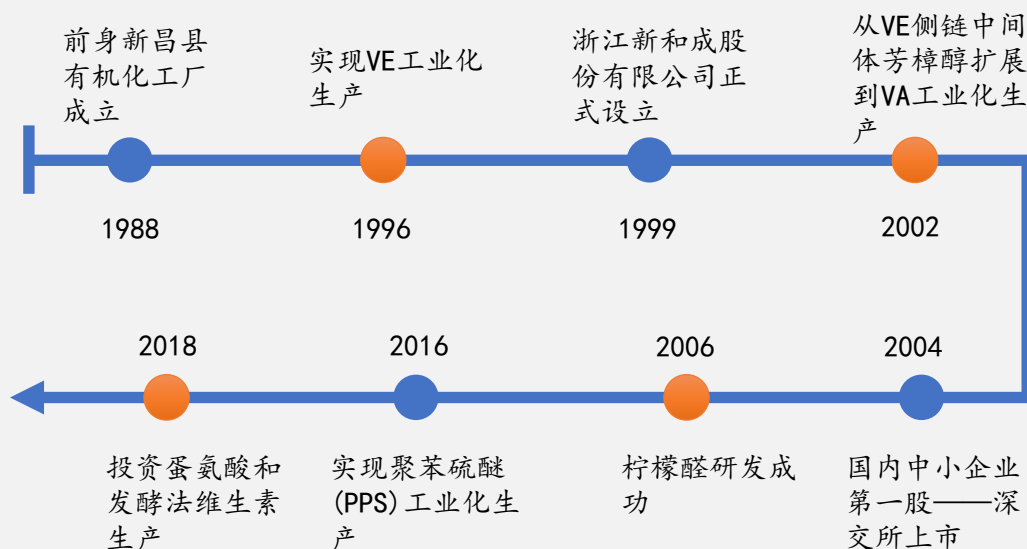 前身新昌县
有机化工厂
成立
实现VE工业化
生产
浙江新和成股
份有限公司正
式设立
从VE侧链中间
体芳樟醇扩展
到VA工业化生
产
1988
1996
1999
2002
2018
2016
2006
2004
投资蛋氨酸和
发酵法维生素
生产
实现聚苯硫醚
(PPS)工业化生
产
柠檬醛研发成
功
国内中小企业
第一股——深
交所上市